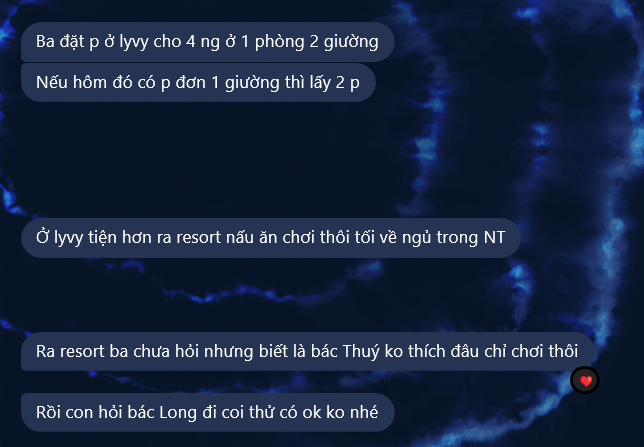 Ba đặt p ở lyvy cho 4 ng ở 1 phòng 2 giường
Nếu hôm đó có p đơn 1 giường thì lấy 2 p
Ở lyvy tiện hơn ra resort nấu ăn chơi thôi tối về ngủ trong NT
Ra resort ba chưa hỏi nhưng biết là bác Thuý ko thích đâu chỉ chơi thôi
Rồi con hỏi bác Long đi coi thử có ok ko nhé